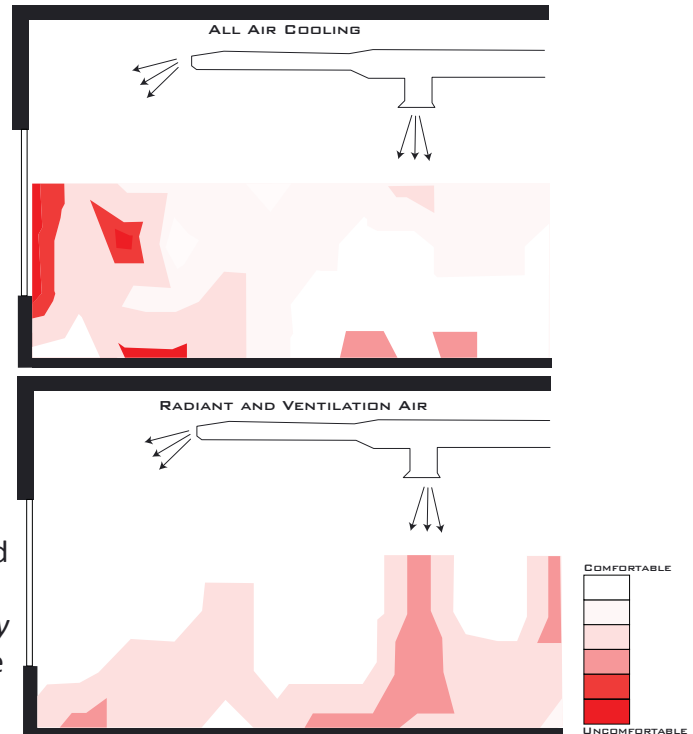 ALL AIR COOLING
RADIANT AND VENTILATION AIR
d
y
e
COMFORTABLE
UNCOMFORTABLE